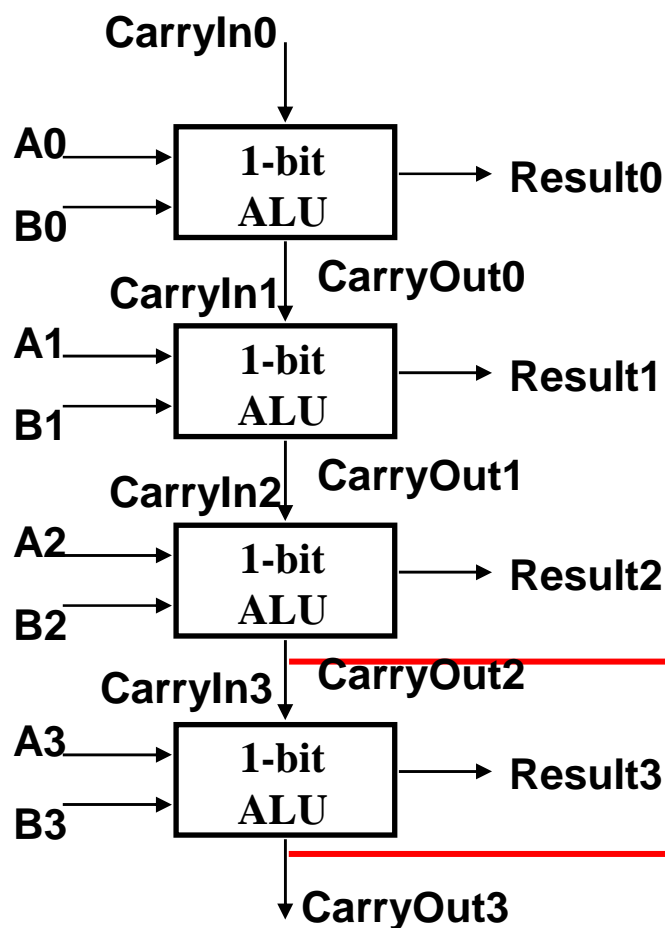 CarryIn0
A0
1-bit
ALU
Result0
B0
CarryIn1
CarryOut0
A1
1-bit
ALU
Result1
B1
CarryIn2
CarryOut1
A2
1-bit
ALU
Result2
B2
CarryIn3
CarryOut2
A3
1-bit
ALU
Result3
B3
CarryOut3